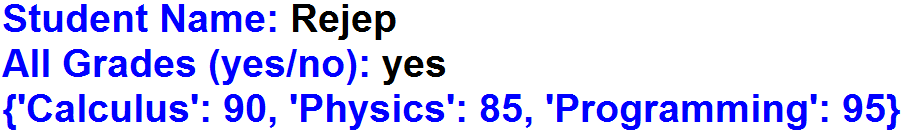 Student Name: Rejep
All Grades (yes/no): yes
{'Calculus': 90, 'Physics': 85, 'Programming': 95}